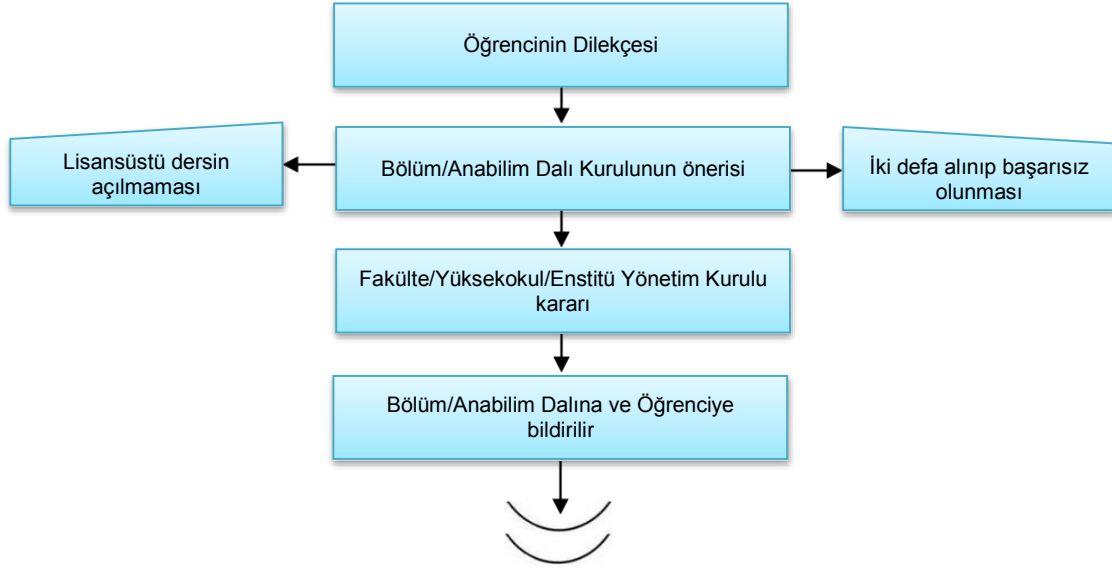 Öğrencinin Dilekçesi
Lisansüstü dersin
açılmaması
Bölüm/Anabilim Dalı Kurulunun önerisi
İki defa alınıp başarısız
olunması
Fakülte/Yüksekokul/Enstitü Yönetim Kurulu
kararı
Bölüm/Anabilim Dalına ve Öğrenciye
bildirilir